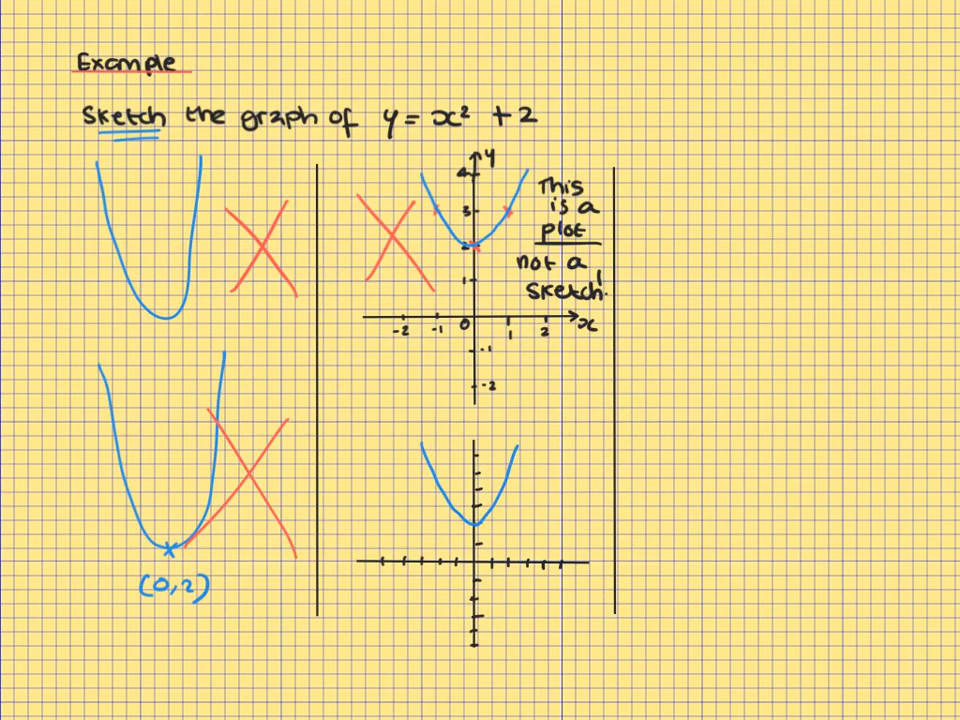 Example
Sketch the graph of y = x² + 2
y
4
3
2
1
0
-2 -1 1 2 x
-1
-2
This
is a
plot
not a
sketch!
(0,2)